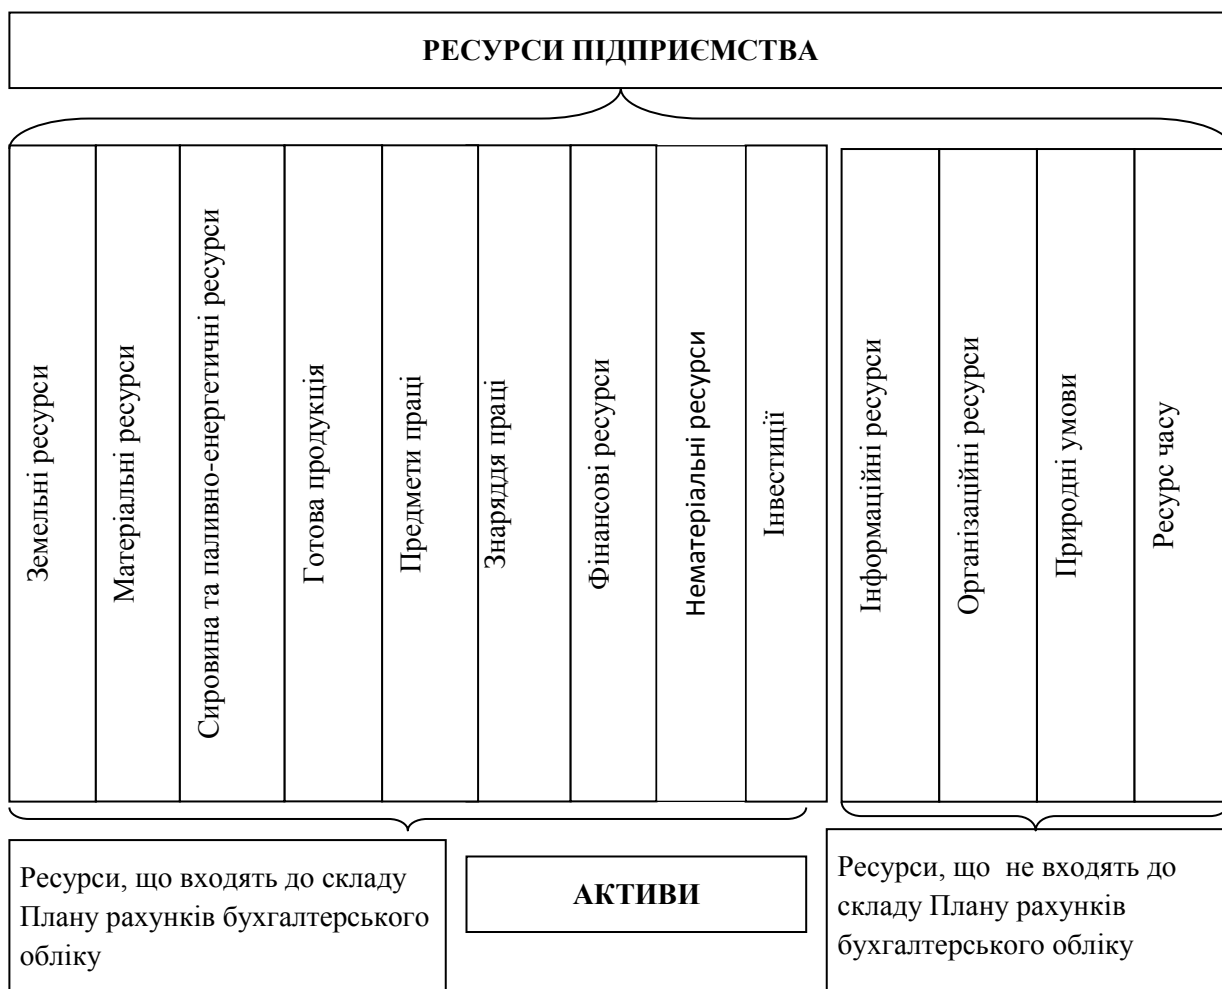 РЕСУРСИ ПІДПРИЄМСТВА
Земельні ресурси
Матеріальні ресурси
Сировина та паливно-енергетичні ресурси
Готова продукція
Предмети праці
Знаряддя праці
Фінансові ресурси
Нематеріальні ресурси
Інвестиції
Інформаційні ресурси
Організаційні ресурси
Природні умови
Ресурс часу
Ресурси, що входять до складу
Плану рахунків бухгалтерського
обліку
АКТИВИ
Ресурси, що не входять до
складу Плану рахунків
бухгалтерського обліку